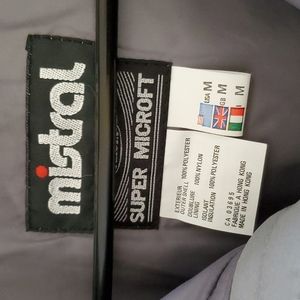 mistral
SUPER MICROFT
USA M
GB M
I M
EXTERIEUR
OUTER SHELL 100% POLYESTER
DOUBLURE
LINING 100% NYLON
ISOLANT
INSULATION 100% POLYESTER
CA 03695
FABRIQUE A HONG KONG
MADE IN HONG KONG